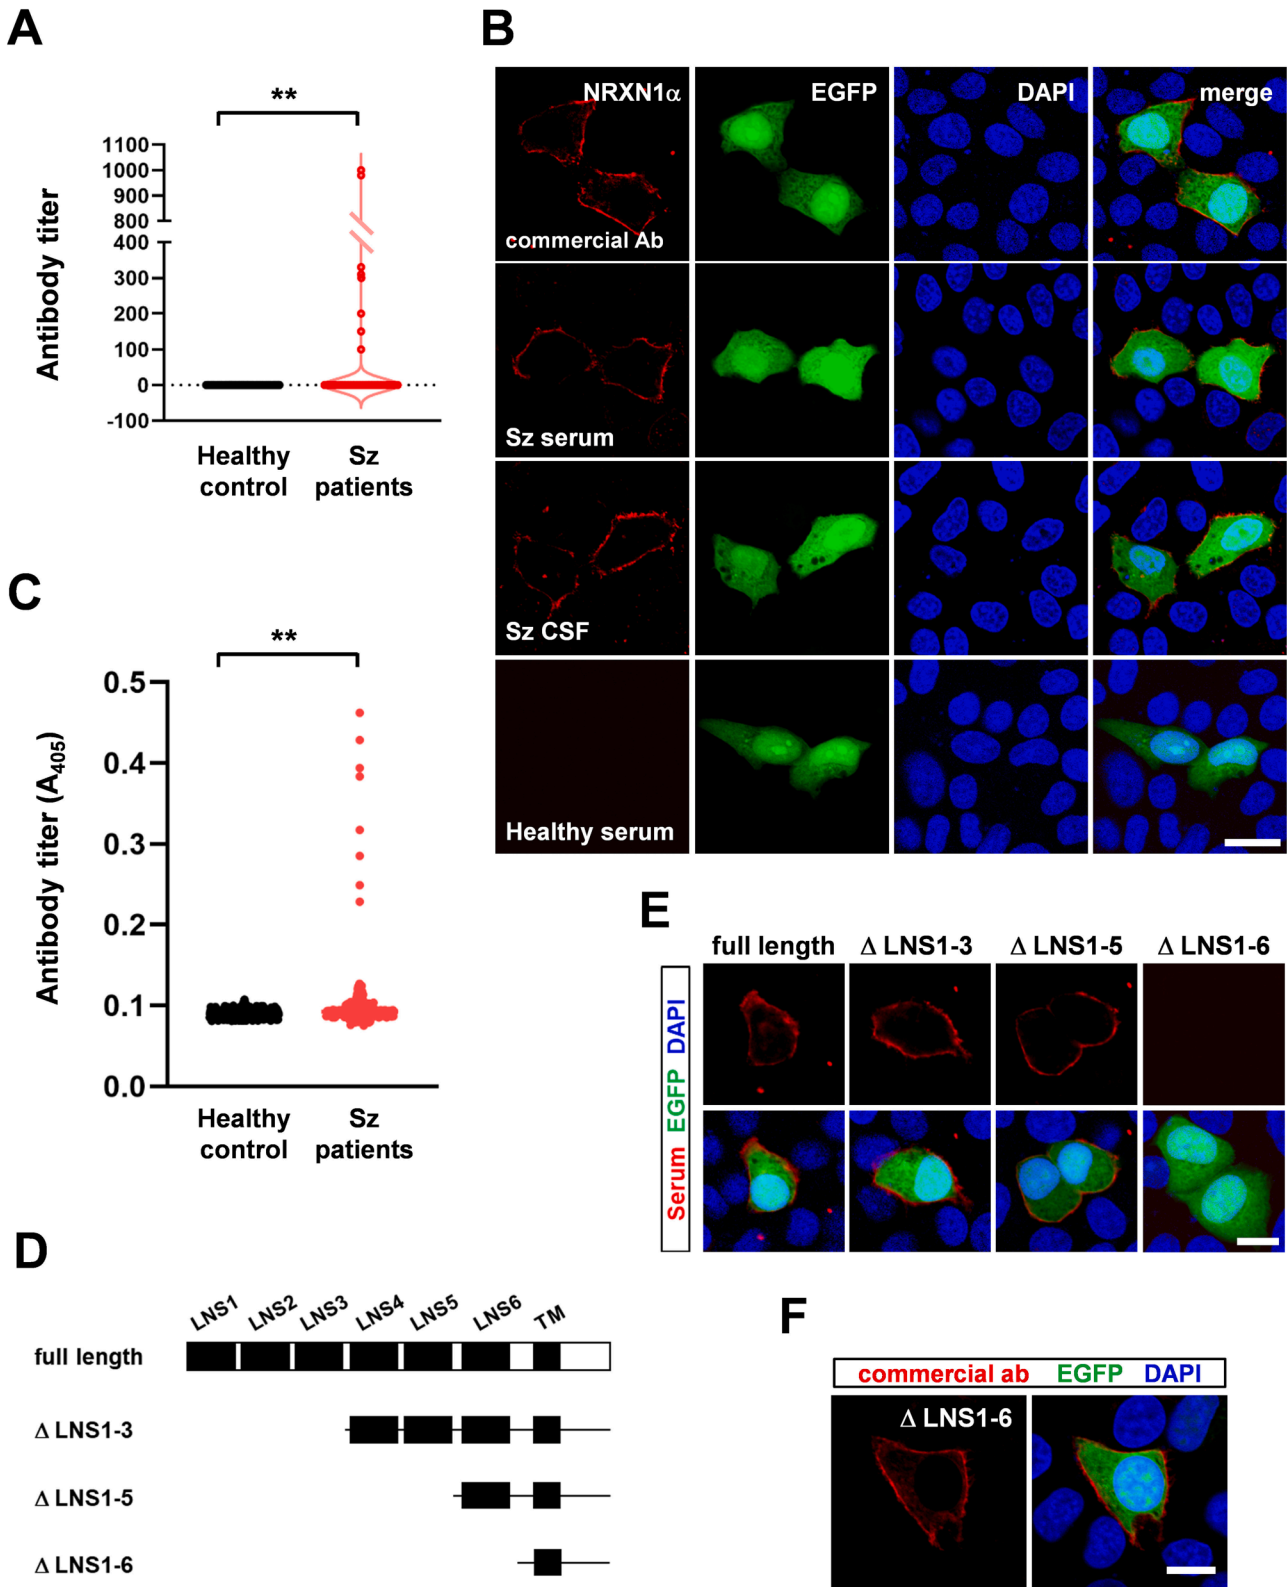 A
**
1100
1000
900
800
400
300
200
100
0
-100
Antibody titer
Healthy
control
Sz
patients
B
NRXN1α
EGFP
DAPI
merge
commercial Ab
Sz serum
Sz CSF
Healthy serum
C
**
0.5
0.4
0.3
0.2
0.1
0.0
Antibody titer (A405)
Healthy
control
Sz
patients
D
LNS1
LNS2
LNS3
LNS4
LNS5
LNS6
TM
full length
Δ LNS1-3
Δ LNS1-5
Δ LNS1-6
E
full length
Δ LNS1-3
Δ LNS1-5
Δ LNS1-6
Serum EGFP DAPI
F
commercial ab EGFP DAPI
Δ LNS1-6